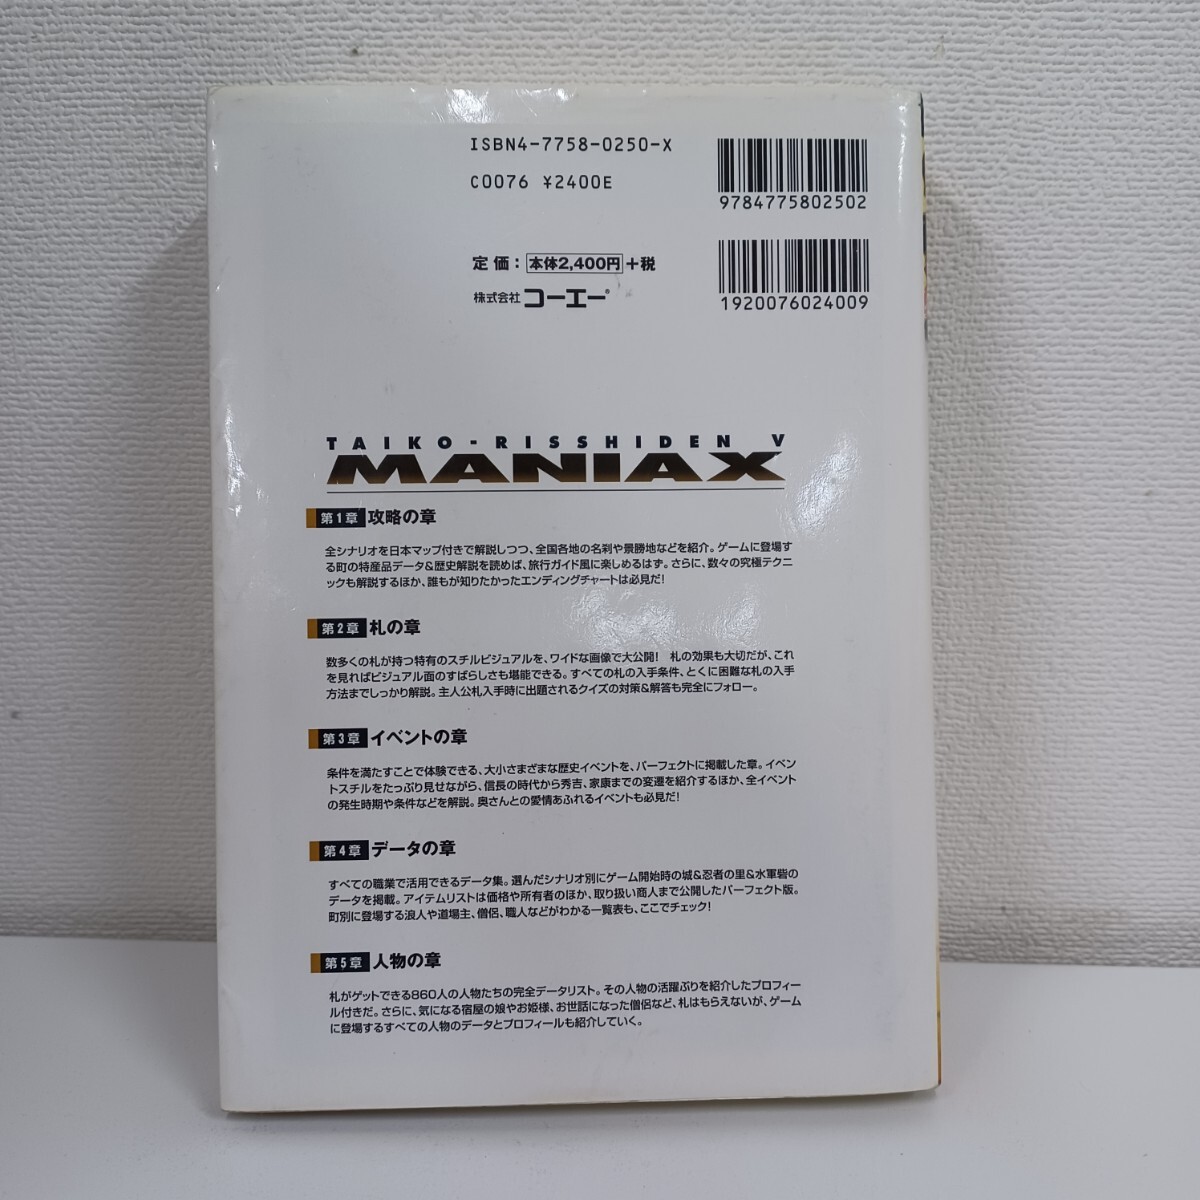 ISBN4-7758-0250-X
C0076 ¥2400E
9784775802502
定価：本体2,400円+税
株式会社コーエー®
1920076024009
TAIKO-RISSHIDEN V
MANIAX
第1章 攻略の章
全シナリオを日本マップ付きで解説しつつ、全国各地の名刹や景勝地などを紹介。ゲームに登場す
る町の特産品データ&歴史解説を読めば、旅行ガイド風に楽しめるはず。さらに、数々の究極テクニ
ックも解説するほか、誰もが知りたかったエンディングチャートは必見だ!
第2章 札の章
数多くの札が持つ特有のスチルビジュアルを、ワイドな画像で大公開! 札の効果も大切だが、これ
を見ればビジュアル面のすばらしさも堪能できる。すべての札の入手条件、とくに困難な札の入手
方法までしっかり解説。主人公札入手時に出題されるクイズの対策&解答も完全にフォロー。
第3章 イベントの章
条件を満たすことで体験できる、大小さまざまな歴史イベントを、パーフェクトに掲載した章。イベン
トスチルをたっぷり見せながら、信長の時代から秀吉、家康までの変遷を紹介するほか、全イベント
の発生時期や条件などを解説。奥さんとの愛情あふれるイベントも必見だ!
第4章 データの章
すべての職業で活用できるデータ集。選んだシナリオ別にゲーム開始時の城&忍者の里&水軍砦の
データを掲載。アイテムリストは価格や所有者のほか、取り扱い商人まで公開したパーフェクト版。
町別に登場する浪人や道場主、僧侶、職人などがわかる一覧表も、ここでチェック!
第5章 人物の章
札がゲットできる860人の人物たちの完全データリスト。その人物の活躍ぶりを紹介したプロフィー
ル付きだ。さらに、気になる宿屋の娘やお姫様、お世話になった僧侶など、札はもらえないが、ゲーム
に登場するすべての人物のデータとプロフィールも紹介していく。